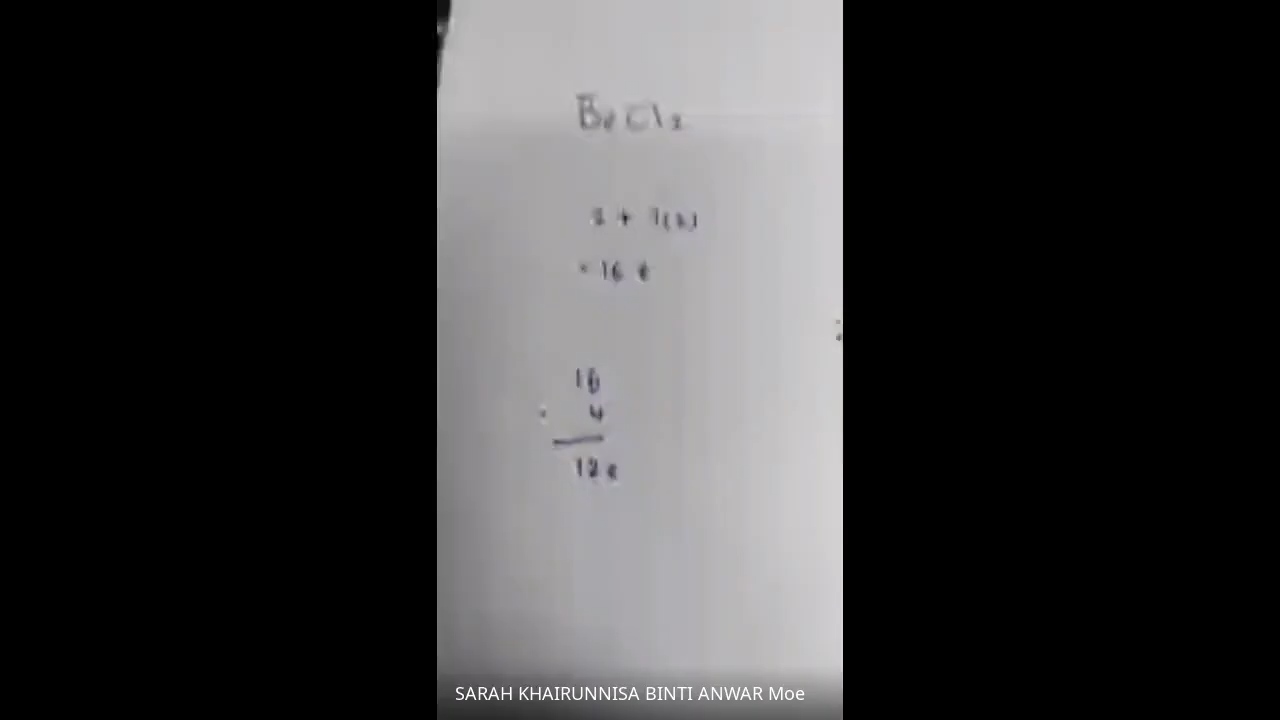 BeCl₂
2 + 7(2)
= 16 e
16
- 4
12 e
SARAH KHAIRUNNISA BINTI ANWAR Moe